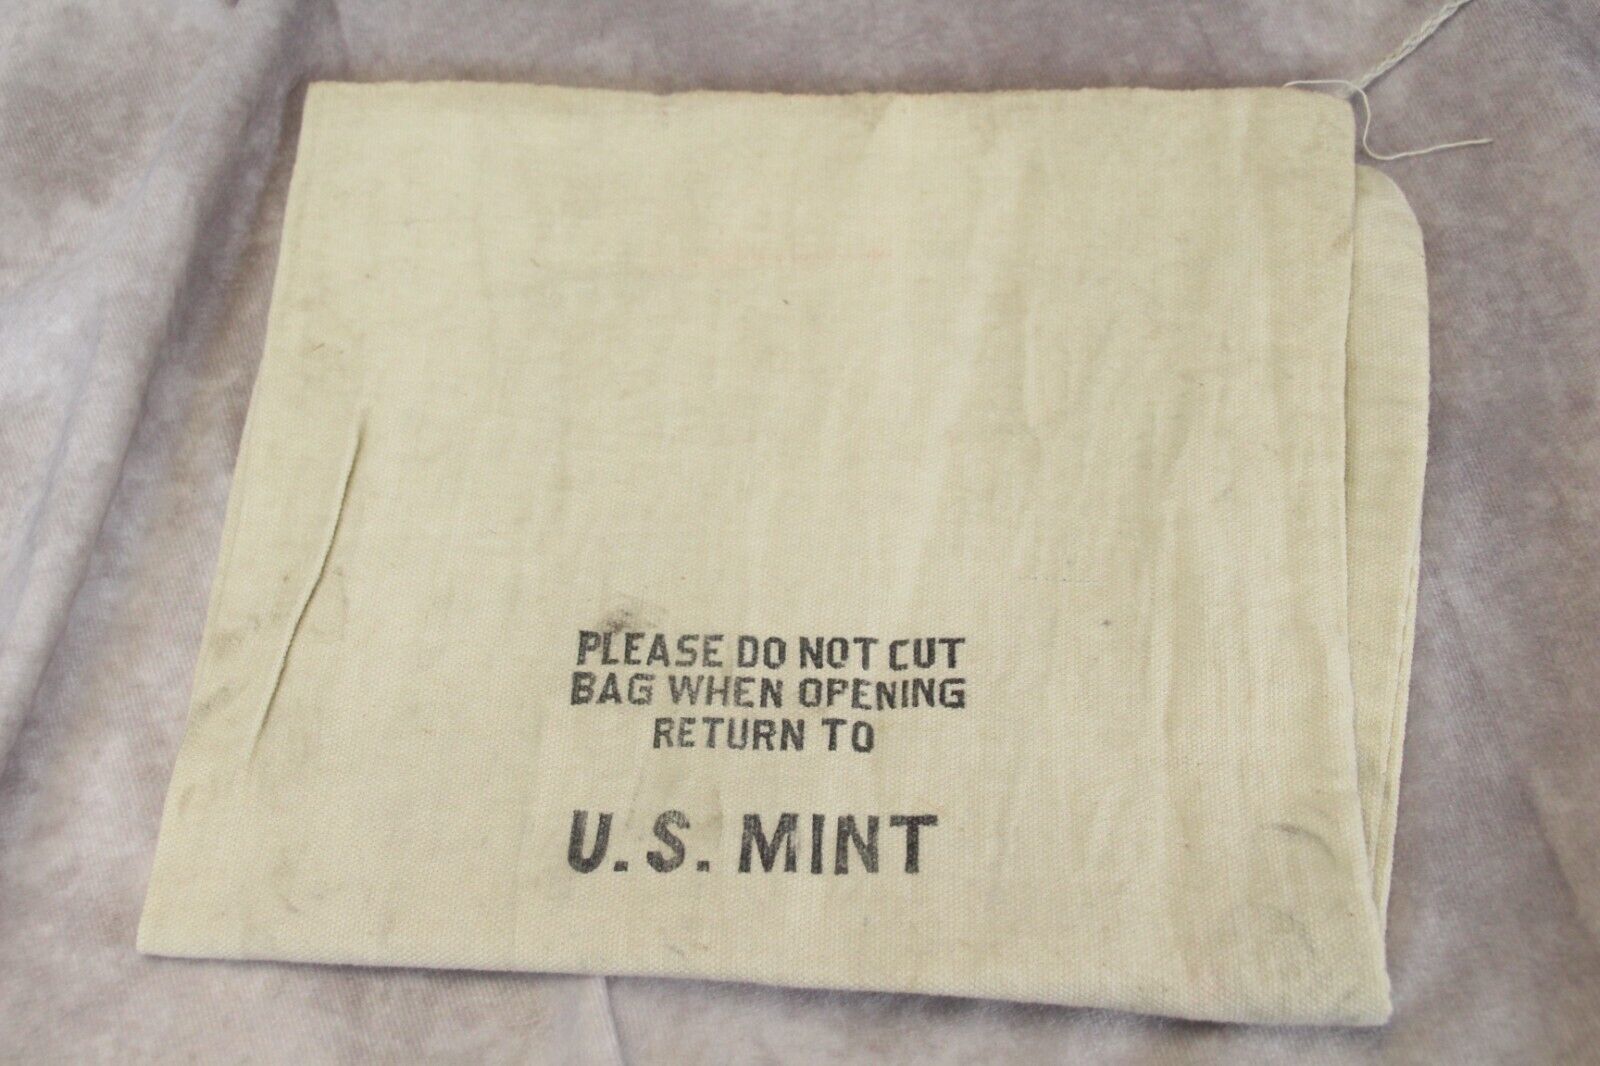 PLEASE DO NOT CUT
BAG WHEN OPENING
RETURN TO
U.S. MINT